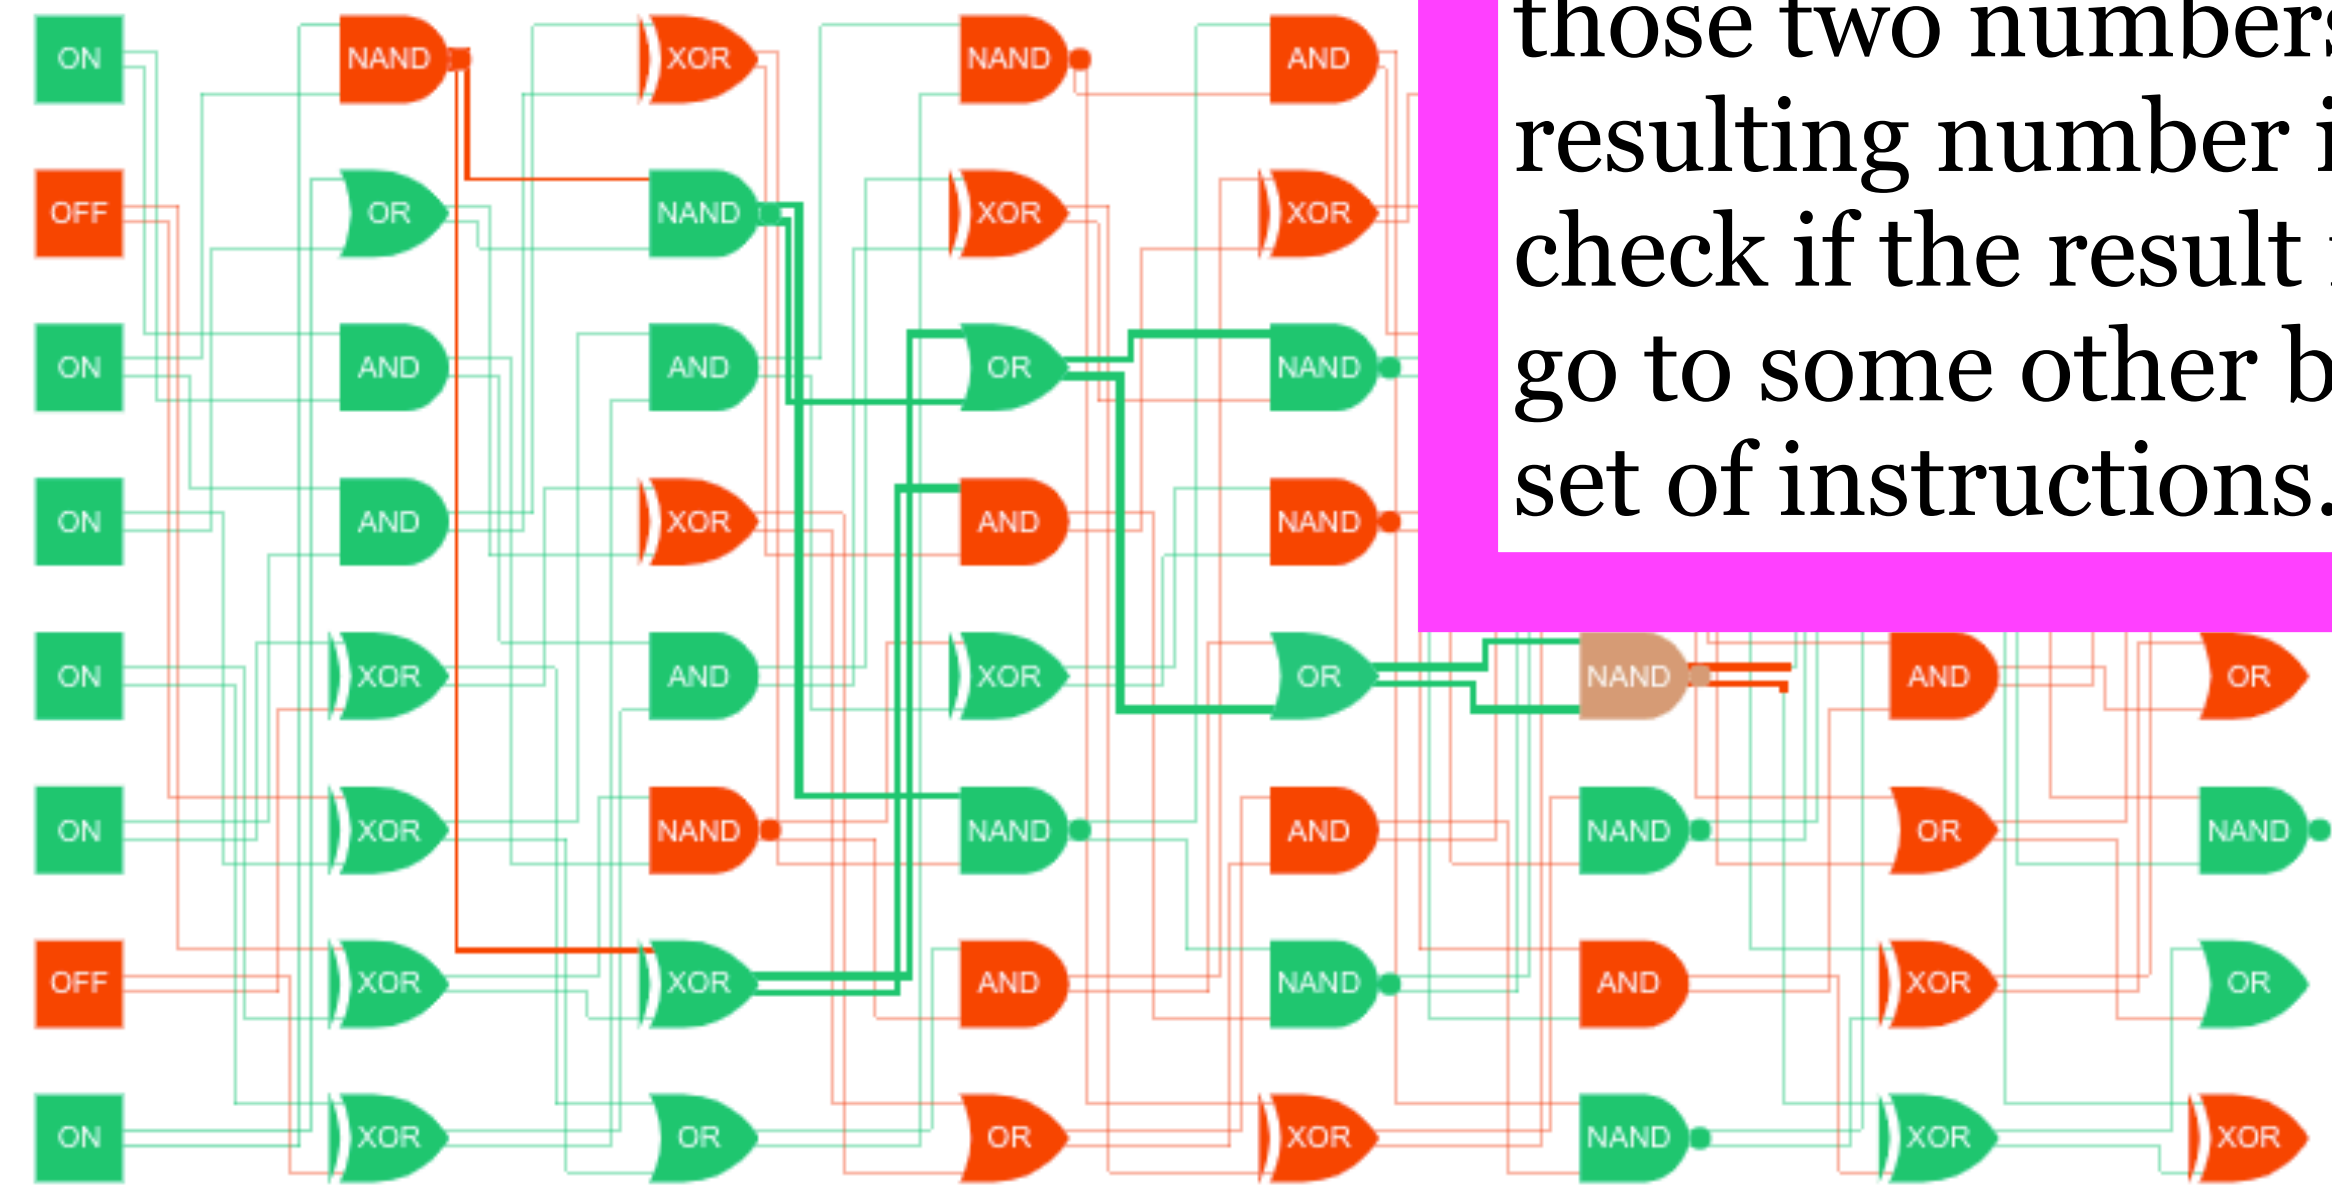 ON NAND XOR NAND AND
OFF OR NAND XOR XOR
ON AND AND OR NAND
ON AND XOR AND NAND
ON XOR AND XOR OR NAND AND OR
ON XOR NAND NAND AND NAND OR NAND
OFF XOR XOR AND NAND AND XOR OR
ON XOR OR OR XOR NAND XOR XOR
those two numbers
resulting number
check if the result
go to some other
set of instructions.